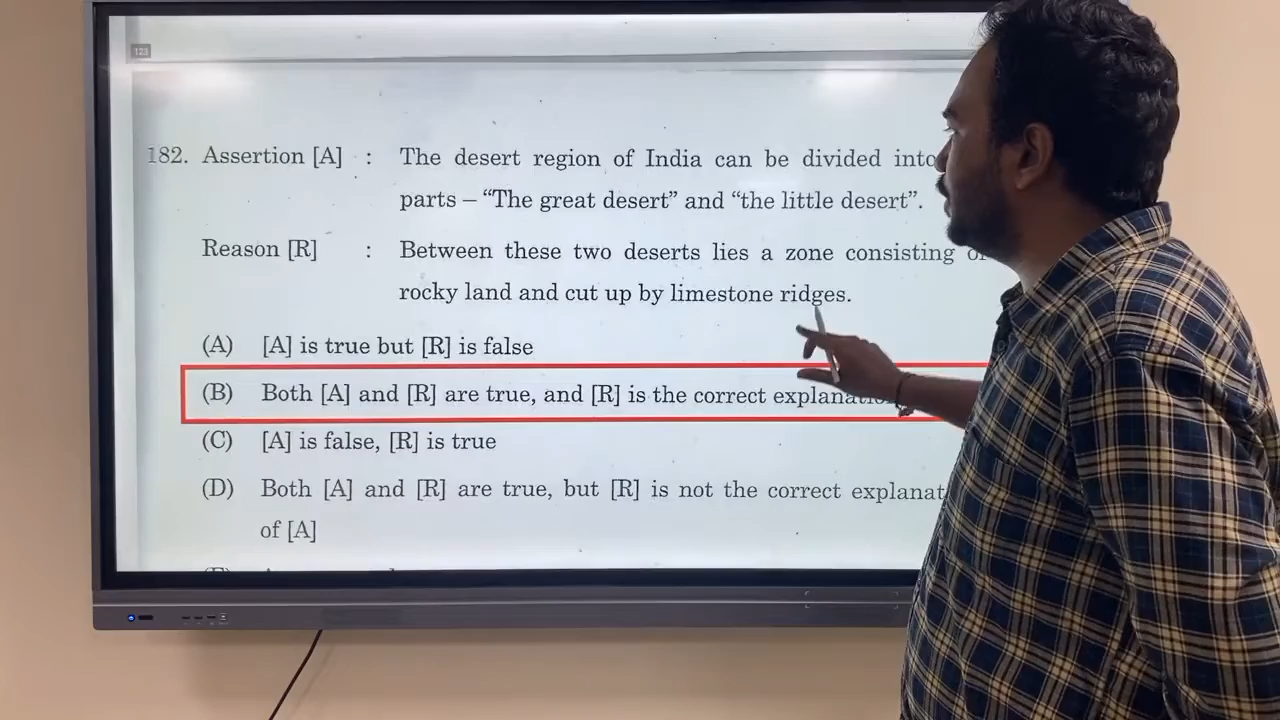 123
182. Assertion [A] : The desert region of India can be divided into
parts – “The great desert” and “the little desert”.
Reason [R] : Between these two deserts lies a zone consisting
rocky land and cut up by limestone ridges.
(A) [A] is true but [R] is false
(B) Both [A] and [R] are true, and [R] is the correct
(C) [A] is false, [R] is true
(D) Both [A] and [R] are true, but [R] is not the correct
of [A]